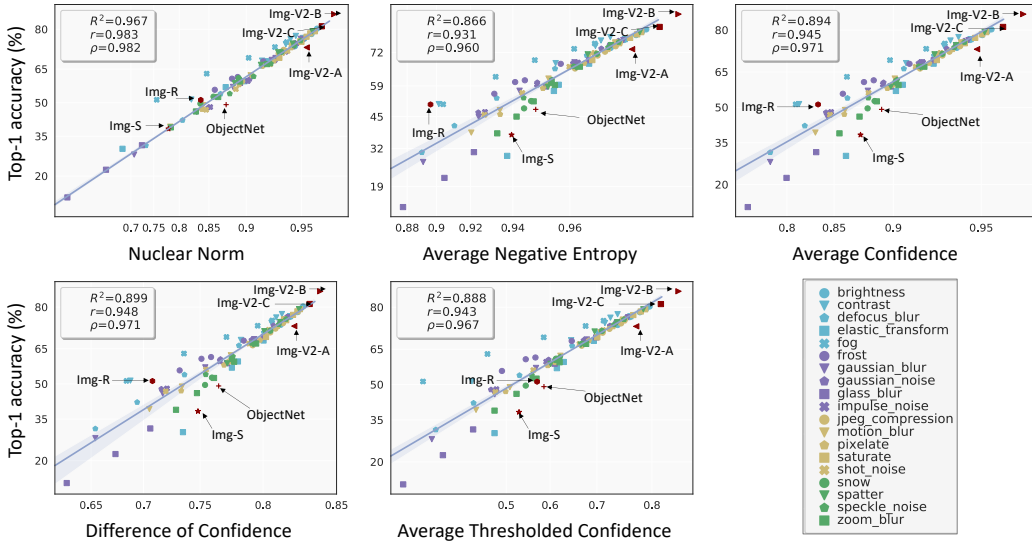 Top-1 accuracy (%)
80
65
50
35
20
R²=0.967
r=0.983
ρ=0.982
Img-V2-B
Img-V2-C
Img-V2-A
Img-R
ObjectNet
Img-S
0.7 0.75 0.8 0.85 0.9 0.95
Nuclear Norm
72
58
45
32
19
R²=0.866
r=0.931
ρ=0.960
Img-V2-B
Img-V2-C
Img-V2-A
Img-R
ObjectNet
Img-S
0.88 0.9 0.92 0.94 0.96
Average Negative Entropy
80
65
50
35
20
R²=0.894
r=0.945
ρ=0.971
Img-V2-B
Img-V2-C
Img-V2-A
Img-R
ObjectNet
Img-S
0.8 0.85 0.9 0.95
Average Confidence
Top-1 accuracy (%)
80
65
50
35
20
R²=0.899
r=0.948
ρ=0.971
Img-V2-B
Img-V2-C
Img-V2-A
Img-R
ObjectNet
Img-S
0.65 0.7 0.75 0.8 0.85
Difference of Confidence
80
65
50
35
20
R²=0.888
r=0.943
ρ=0.967
Img-V2-B
Img-V2-C
Img-V2-A
Img-R
ObjectNet
Img-S
0.5 0.6 0.7 0.8
Average Thresholded Confidence
brightness
contrast
defocus_blur
elastic_transform
fog
frost
gaussian_blur
gaussian_noise
glass_blur
impulse_noise
jpeg_compression
motion_blur
pixelate
saturate
shot_noise
snow
spatter
speckle_noise
zoom_blur